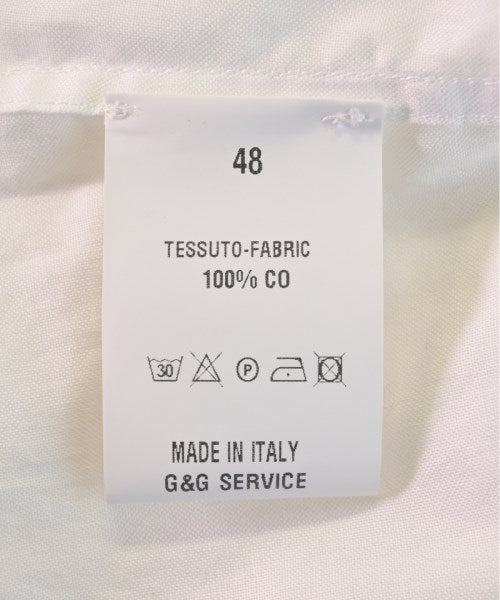 48
TESSUTO-FABRIC
100% CO
30 P
MADE IN ITALY
G&G SERVICE